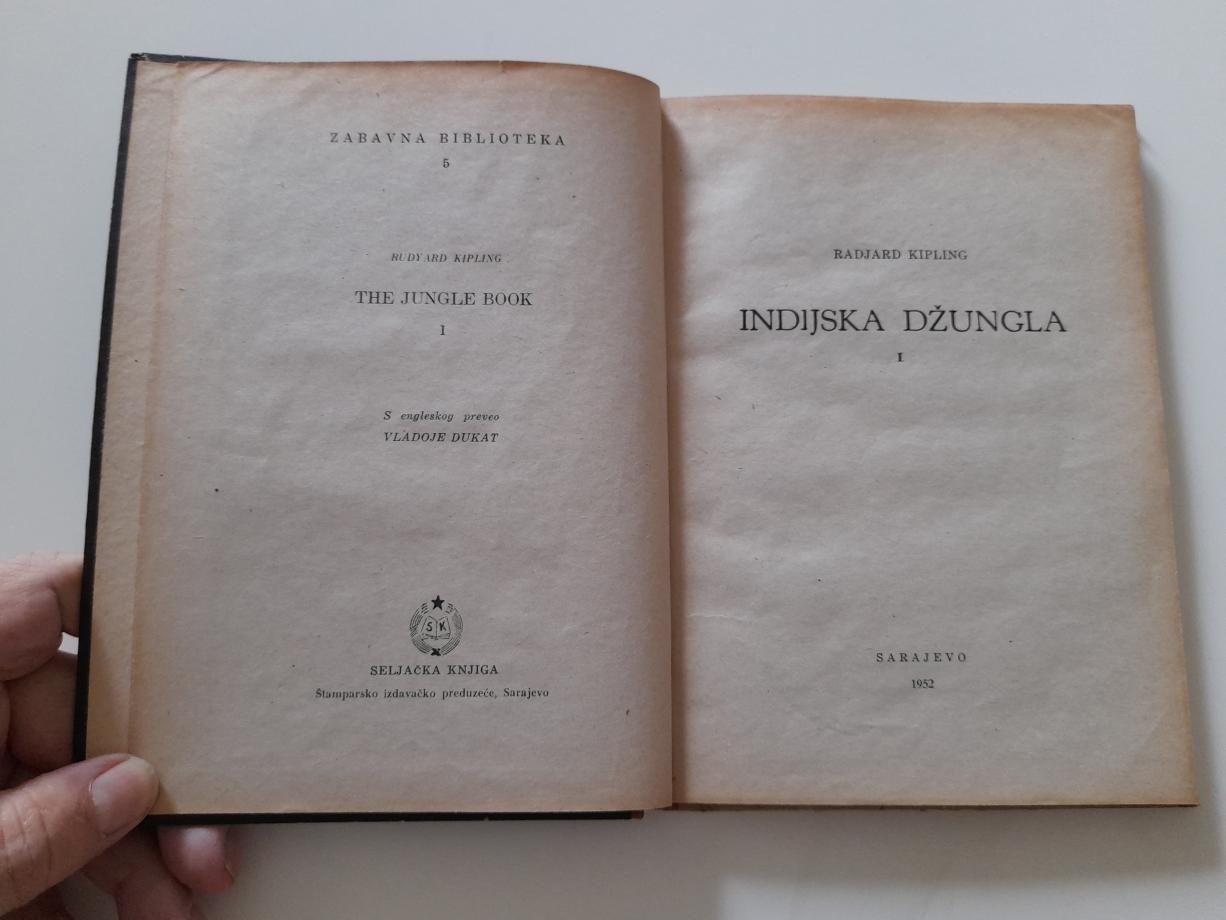 ZABAVNA BIBLIOTEKA
5
RUDYARD KIPLING
THE JUNGLE BOOK
I
S engleskog preveo
VLADOJE DUKAT
S K
SELJAČKA KNJIGA
Štamparsko izdavačko preduzeće, Sarajevo
RADJARD KIPLING
INDIJSKA DŽUNGLA
I
SARAJEVO
1952